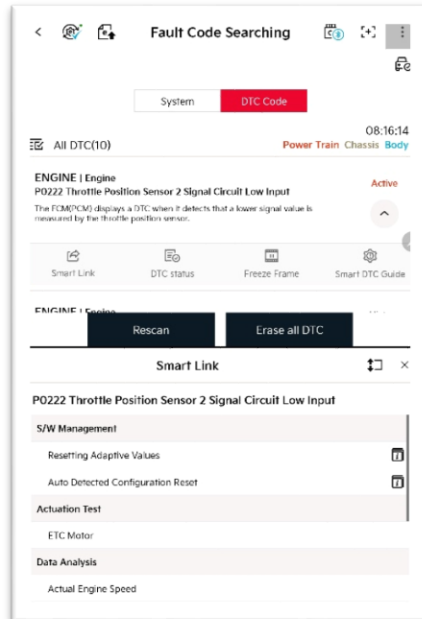 Fault Code Searching
System
DTC Code
08:16:14
All DTC(10)
Power Train Chassis Body
ENGINE | Engine
Active
P0222 Throttle Position Sensor 2 Signal Circuit Low Input
The ECM(PCM) displays a DTC when it detects that a lower signal value is
measured by the throttle position sensor.
Smart Link
DTC status
Freeze Frame
Smart DTC Guide
ENGINE | Engine
Rescan
Erase all DTC
Smart Link
P0222 Throttle Position Sensor 2 Signal Circuit Low Input
S/W Management
Resetting Adaptive Values
Auto Detected Configuration Reset
Actuation Test
ETC Motor
Data Analysis
Actual Engine Speed